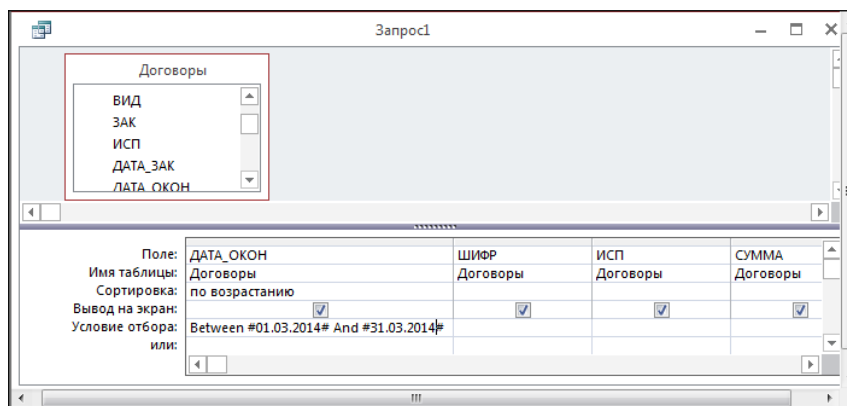 Запрос1
Договоры
ВИД
ЗАК
ИСП
ДАТА_ЗАК
ДАТА_ОКОН
Поле: ДАТА_ОКОН ШИФР ИСП СУММА
Имя таблицы: Договоры Договоры Договоры Договоры
Сортировка: по возрастанию
Вывод на экран:
Условие отбора: Between #01.03.2014# And #31.03.2014#
или: